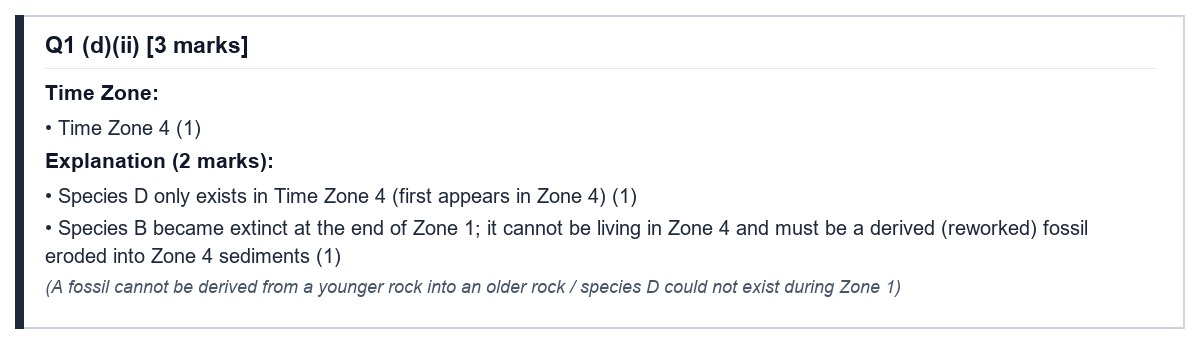 Q1 (d)(ii) [3 marks]
Time Zone:
• Time Zone 4 (1)
Explanation (2 marks):
• Species D only exists in Time Zone 4 (first appears in Zone 4) (1)
• Species B became extinct at the end of Zone 1; it cannot be living in Zone 4 and must be a derived (reworked) fossil
eroded into Zone 4 sediments (1)
(A fossil cannot be derived from a younger rock into an older rock / species D could not exist during Zone 1)